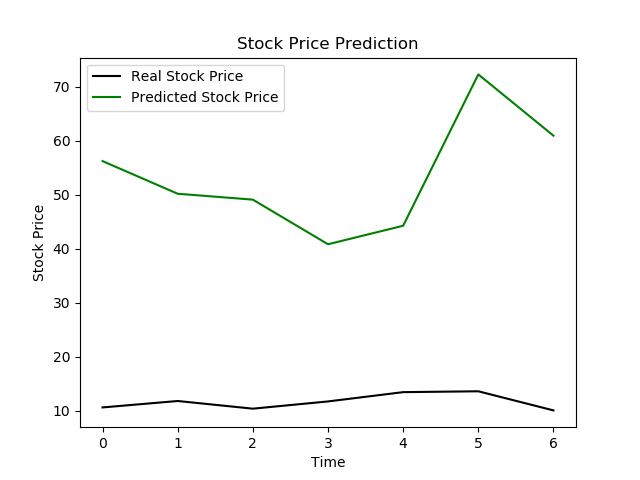 Stock Price Prediction
Real Stock Price
Predicted Stock Price
Stock Price
70
60
50
40
30
20
10
0 1 2 3 4 5 6
Time